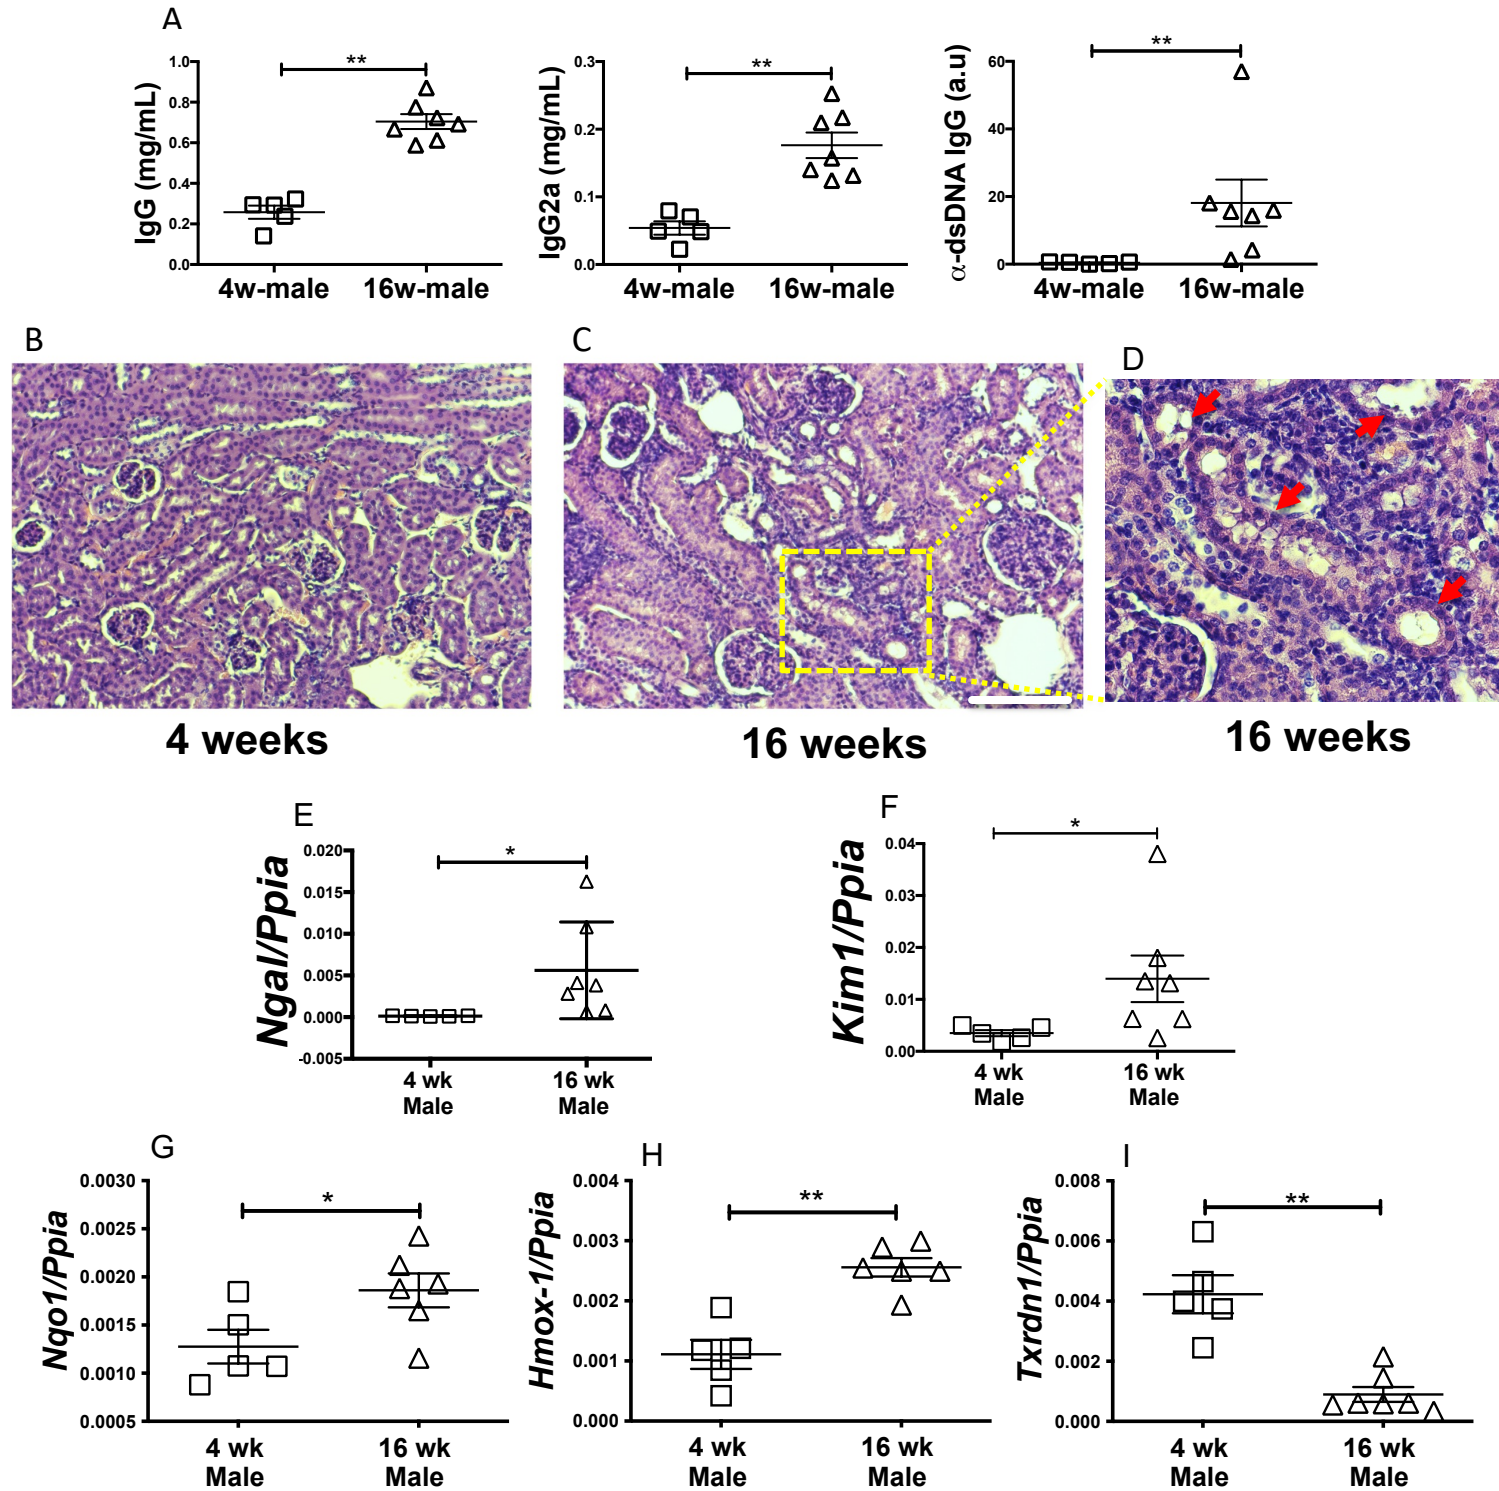 A
IgG (mg/mL)
1.0
0.8
0.6
0.4
0.2
0.0
**
4w-male
16w-male
IgG2a (mg/mL)
0.3
0.2
0.1
0.0
**
4w-male
16w-male
α-dsDNA IgG (a.u)
60
40
20
0
**
4w-male
16w-male
B
4 weeks
C
16 weeks
D
16 weeks
E
Ngal/Ppia
0.020
0.015
0.010
0.005
0.000
-0.005
*
4 wk
Male
16 wk
Male
F
Kim1/Ppia
0.04
0.03
0.02
0.01
0.00
*
4 wk
Male
16 wk
Male
G
Nqo1/Ppia
0.0030
0.0025
0.0020
0.0015
0.0010
0.0005
*
4 wk
Male
16 wk
Male
H
Hmox-1/Ppia
0.004
0.003
0.002
0.001
0.000
**
4 wk
Male
16 wk
Male
I
Txrdn1/Ppia
0.008
0.006
0.004
0.002
0.000
**
4 wk
Male
16 wk
Male